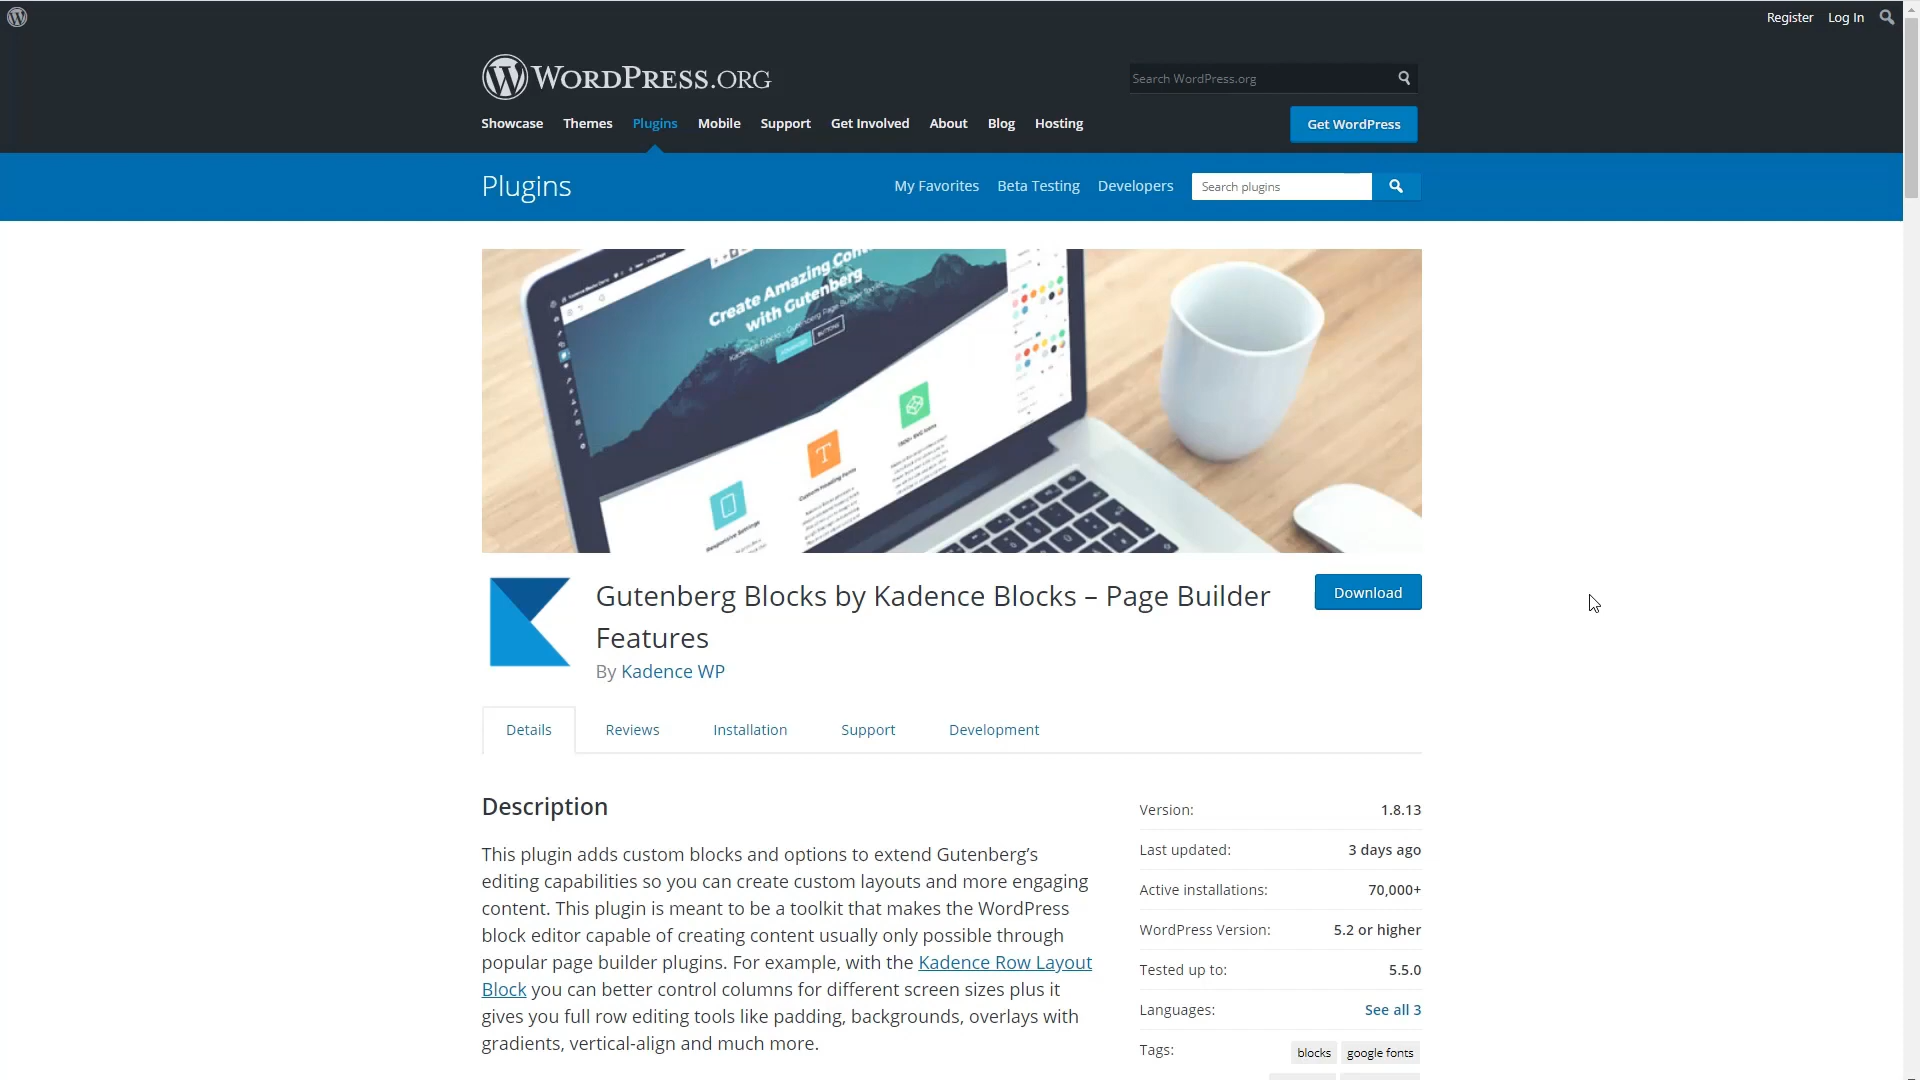 Register Log In
WORDPRESS.ORG
Search WordPress.org
Showcase Themes Plugins Mobile Support Get Involved About Blog Hosting
Get WordPress
Plugins
My Favorites Beta Testing Developers
Search plugins
Create Amazing Con
with Gutenberg
Gutenberg Blocks by Kadence Blocks – Page Builder
Features
Download
By Kadence WP
Details Reviews Installation Support Development
Description
This plugin adds custom blocks and options to extend Gutenberg’s
editing capabilities so you can create custom layouts and more engaging
content. This plugin is meant to be a toolkit that makes the WordPress
block editor capable of creating content usually only possible through
popular page builder plugins. For example, with the Kadence Row Layout
Block you can better control columns for different screen sizes plus it
gives you full row editing tools like padding, backgrounds, overlays with
gradients, vertical-align and much more.
Version: 1.8.13
Last updated: 3 days ago
Active installations: 70,000+
WordPress Version: 5.2 or higher
Tested up to: 5.5.0
Languages: See all 3
Tags: blocks google fonts